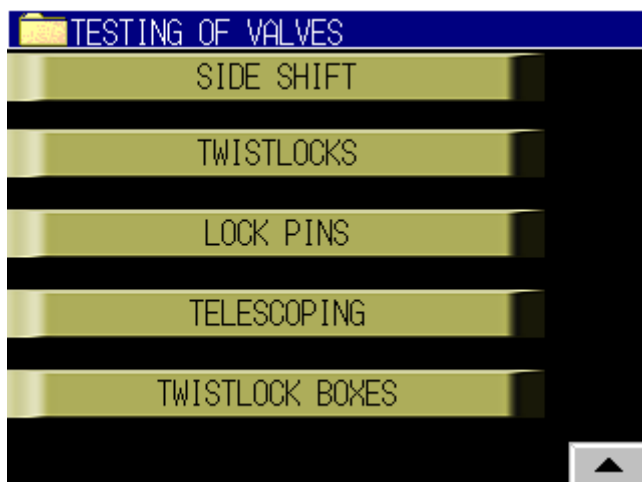 TESTING OF VALVES
SIDE SHIFT
TWISTLOCKS
LOCK PINS
TELESCOPING
TWISTLOCK BOXES